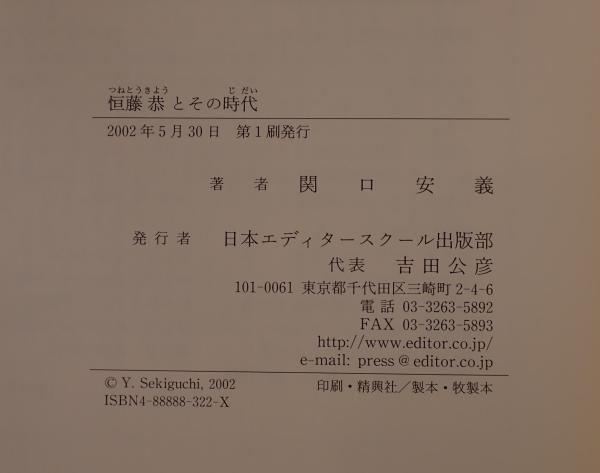 つねとうきよう じだい
恒藤 恭とその時代
2002年5月30日 第1刷発行
著者 関口安義
発行者 日本エディタースクール出版部
代表 吉田公彦
101-0061 東京都千代田区三崎町 2-4-6
電話 03-3263-5892
FAX 03-3263-5893
http://www.editor.co.jp/
e-mail: press@editor.co.jp
© Y. Sekiguchi, 2002 印刷・精興社/製本・牧製本
ISBN4-88888-322-X